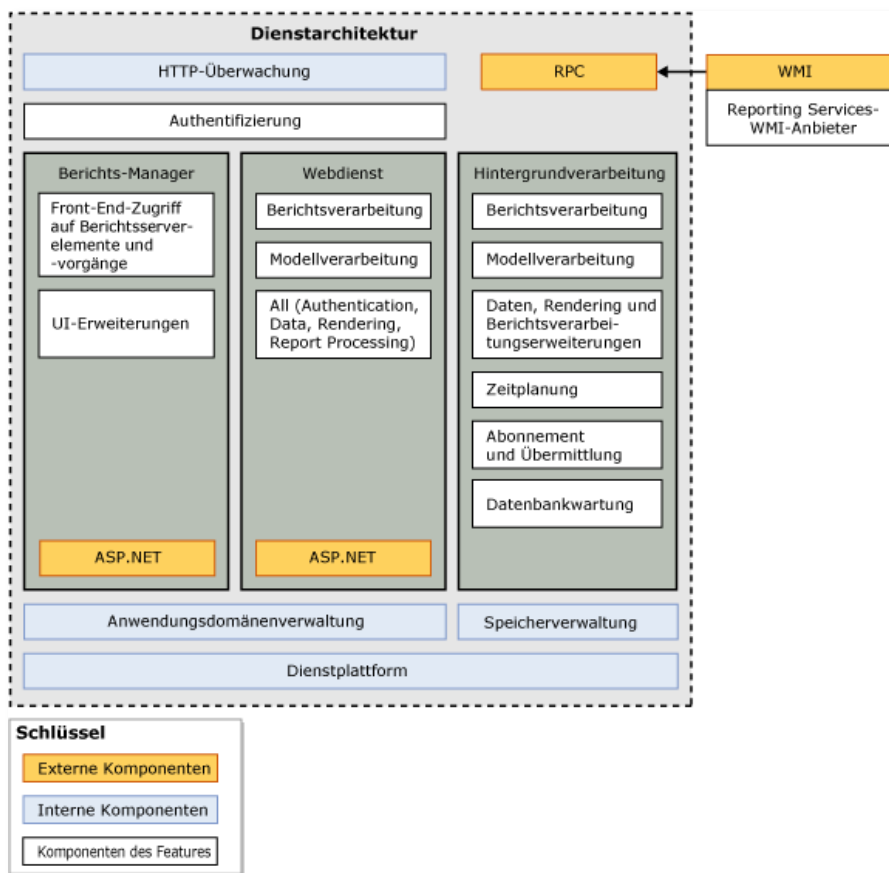 Dienstarchitektur
HTTP-Überwachung
RPC
WMI
Reporting Services-
WMI-Anbieter
Authentifizierung
Berichts-Manager
Front-End-Zugriff
auf Berichtsserver-
elemente und
-vorgänge
UI-Erweiterungen
ASP.NET
Webdienst
Berichtsverarbeitung
Modellverarbeitung
All (Authentication,
Data, Rendering,
Report Processing)
ASP.NET
Hintergrundverarbeitung
Berichtsverarbeitung
Modellverarbeitung
Daten, Rendering und
Berichtsverarbei-
tungserweiterungen
Zeitplanung
Abonnement
und Übermittlung
Datenbankwartung
Anwendungsdomänenverwaltung
Speicherverwaltung
Dienstplattform
Schlüssel
Externe Komponenten
Interne Komponenten
Komponenten des Features